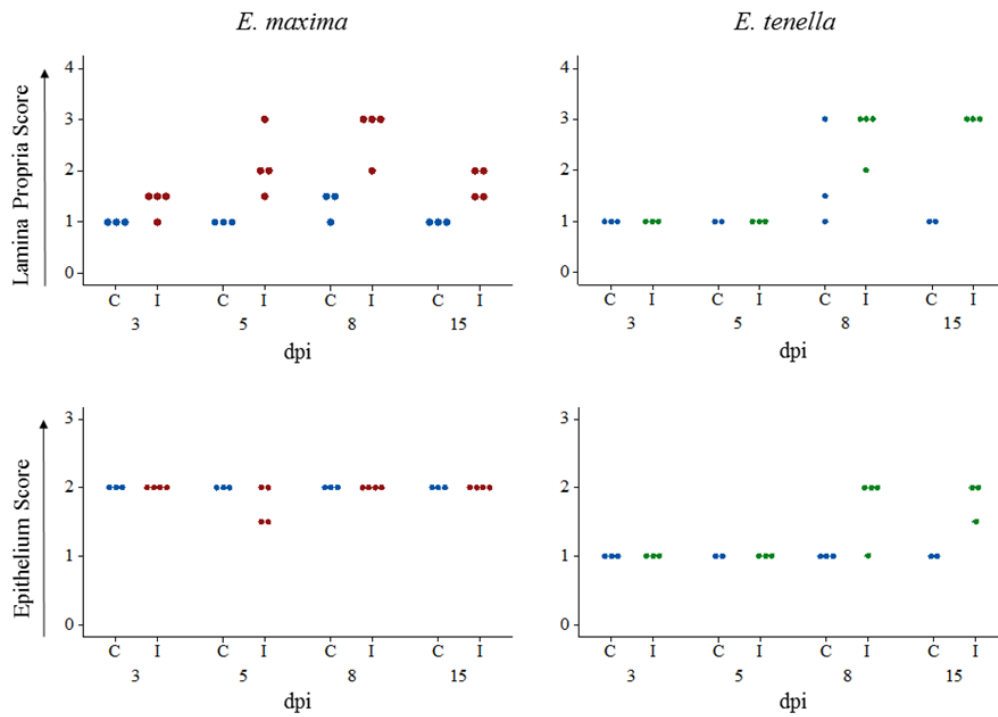 E. maxima
E. tenella
Lamina Propria Score
4
3
2
1
0
C I C I C I C I
3 5 8 15
dpi
4
3
2
1
0
C I C I C I C I
3 5 8 15
dpi
Epithelium Score
3
2
1
0
C I C I C I C I
3 5 8 15
dpi
3
2
1
0
C I C I C I C I
3 5 8 15
dpi